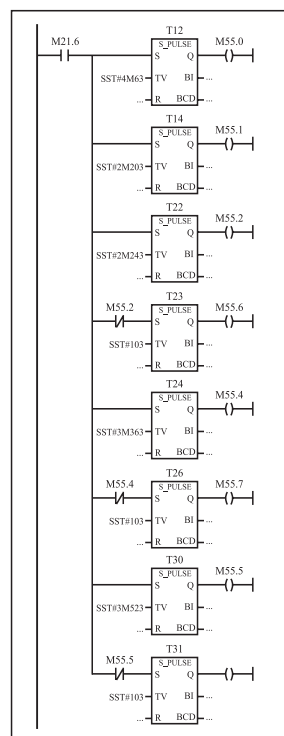 T12
M21.6 S_PULSE M55.0
S Q
SST#4M63 TV BI ...
... R BCD ...
T14
S_PULSE M55.1
S Q
SST#2M203 TV BI ...
... R BCD ...
T22
S_PULSE M55.2
S Q
SST#2M243 TV BI ...
... R BCD ...
T23
M55.2 S_PULSE M55.6
S Q
SST#103 TV BI ...
... R BCD ...
T24
S_PULSE M55.4
S Q
SST#3M363 TV BI ...
... R BCD ...
T26
M55.4 S_PULSE M55.7
S Q
SST#103 TV BI ...
... R BCD ...
T30
S_PULSE M55.5
S Q
SST#3M523 TV BI ...
... R BCD ...
T31
M55.5 S_PULSE
S Q
SST#103 TV BI ...
... R BCD ...